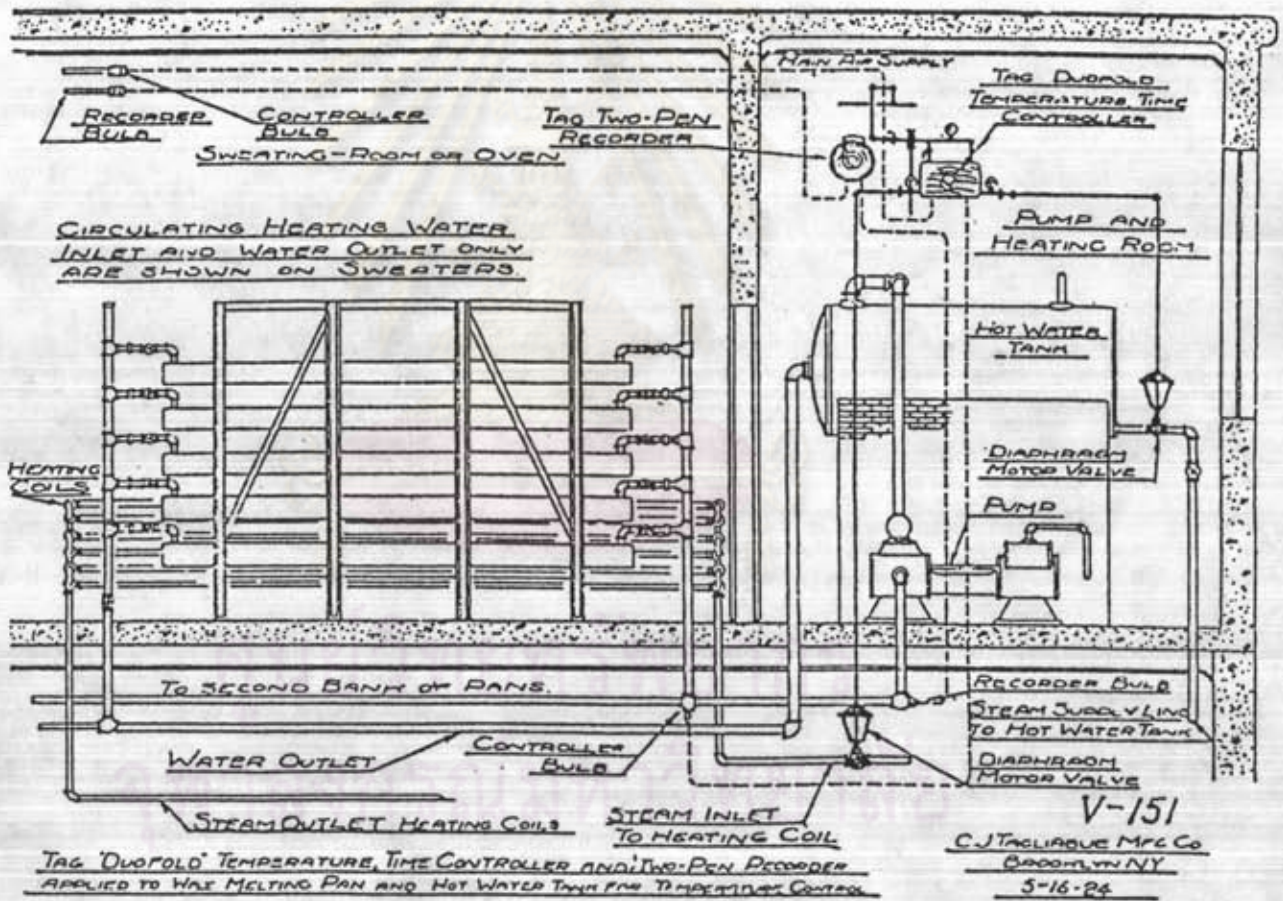 MAIN AIR SUPPLY
TAG DUOFOLD
TEMPERATURE TIME
CONTROLLER
RECORDER
BULB
CONTROLLER
BULB
TAG TWO-PEN
RECORDER
SWEATING-ROOM OR OVEN
CIRCULATING HEATING WATER
INLET AND WATER OUTLET ONLY
ARE SHOWN ON SWEATERS.
PUMP AND
HEATING ROOM
HOT WATER
TANK
HEATING
COILS
DIAPHRAGM
MOTOR VALVE
PUMP
TO SECOND BANK OF PANS.
RECORDER BULB
STEAM SUPPLY LINE
TO HOT WATER TANK
WATER OUTLET
CONTROLLER
BULB
DIAPHRAGM
MOTOR VALVE
STEAM OUTLET HEATING COILS
STEAM INLET
TO HEATING COIL
V-151
C.J. TAGLIABUE MFG CO
BROOKLYN NY
5-16-24
TAG "DUOFOLD" TEMPERATURE, TIME CONTROLLER AND TWO-PEN RECORDER
APPLIED TO WAX MELTING PAN AND HOT WATER TANK FOR TEMPERATURE CONTROL